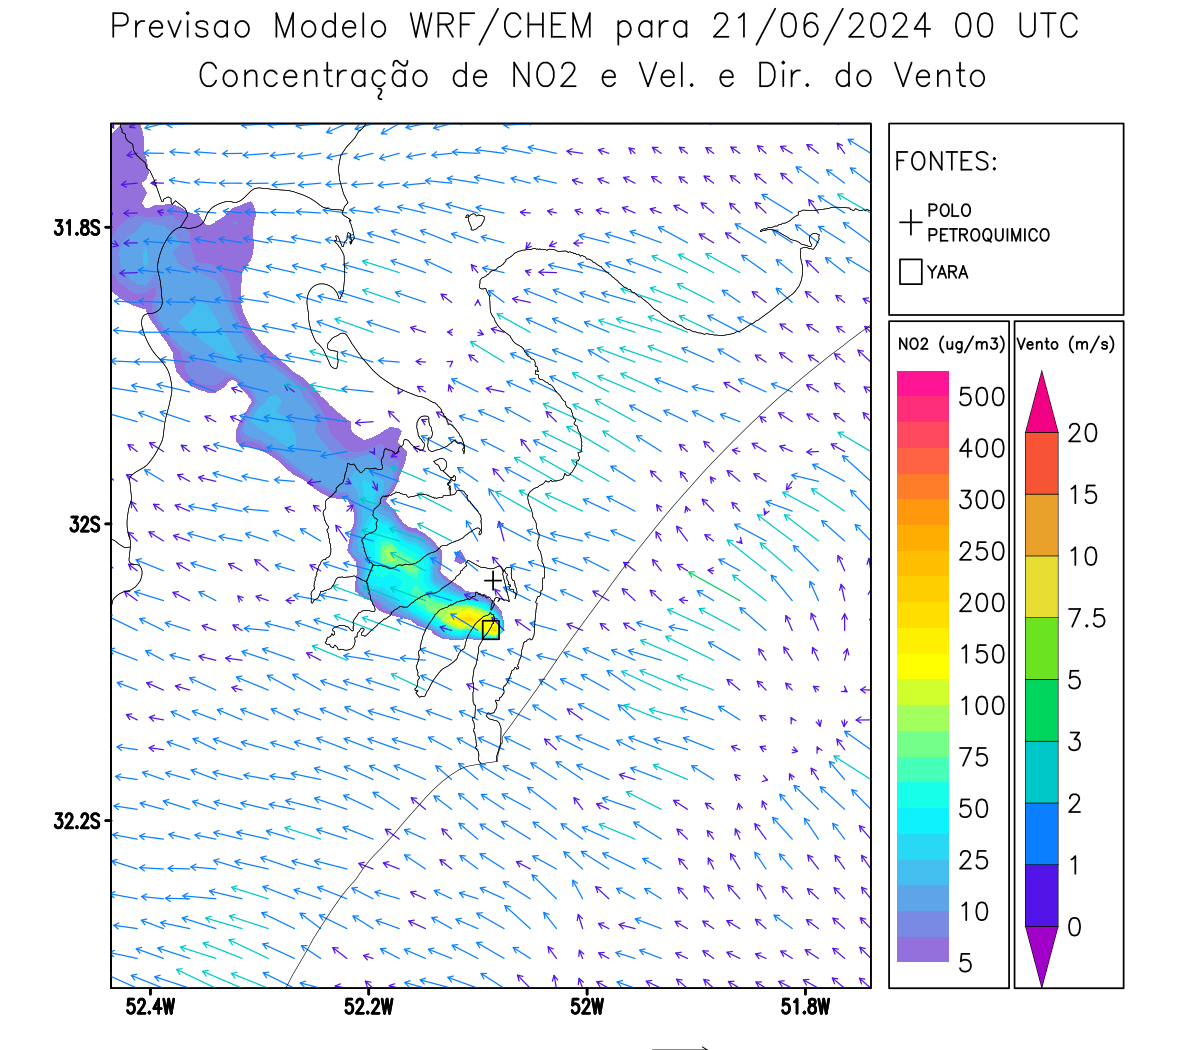 Previsao Modelo WRF/CHEM para 21/06/2024 00 UTC
Concentração de NO2 e Vel. e Dir. do Vento
FONTES:
POLO
PETROQUIMICO
YARA
NO2 (ug/m3)
500
400
300
250
200
150
100
75
50
25
10
5
Vento (m/s)
20
15
10
7.5
5
3
2
1
0
31.8S
32S
32.2S
52.4W
52.2W
52W
51.8W